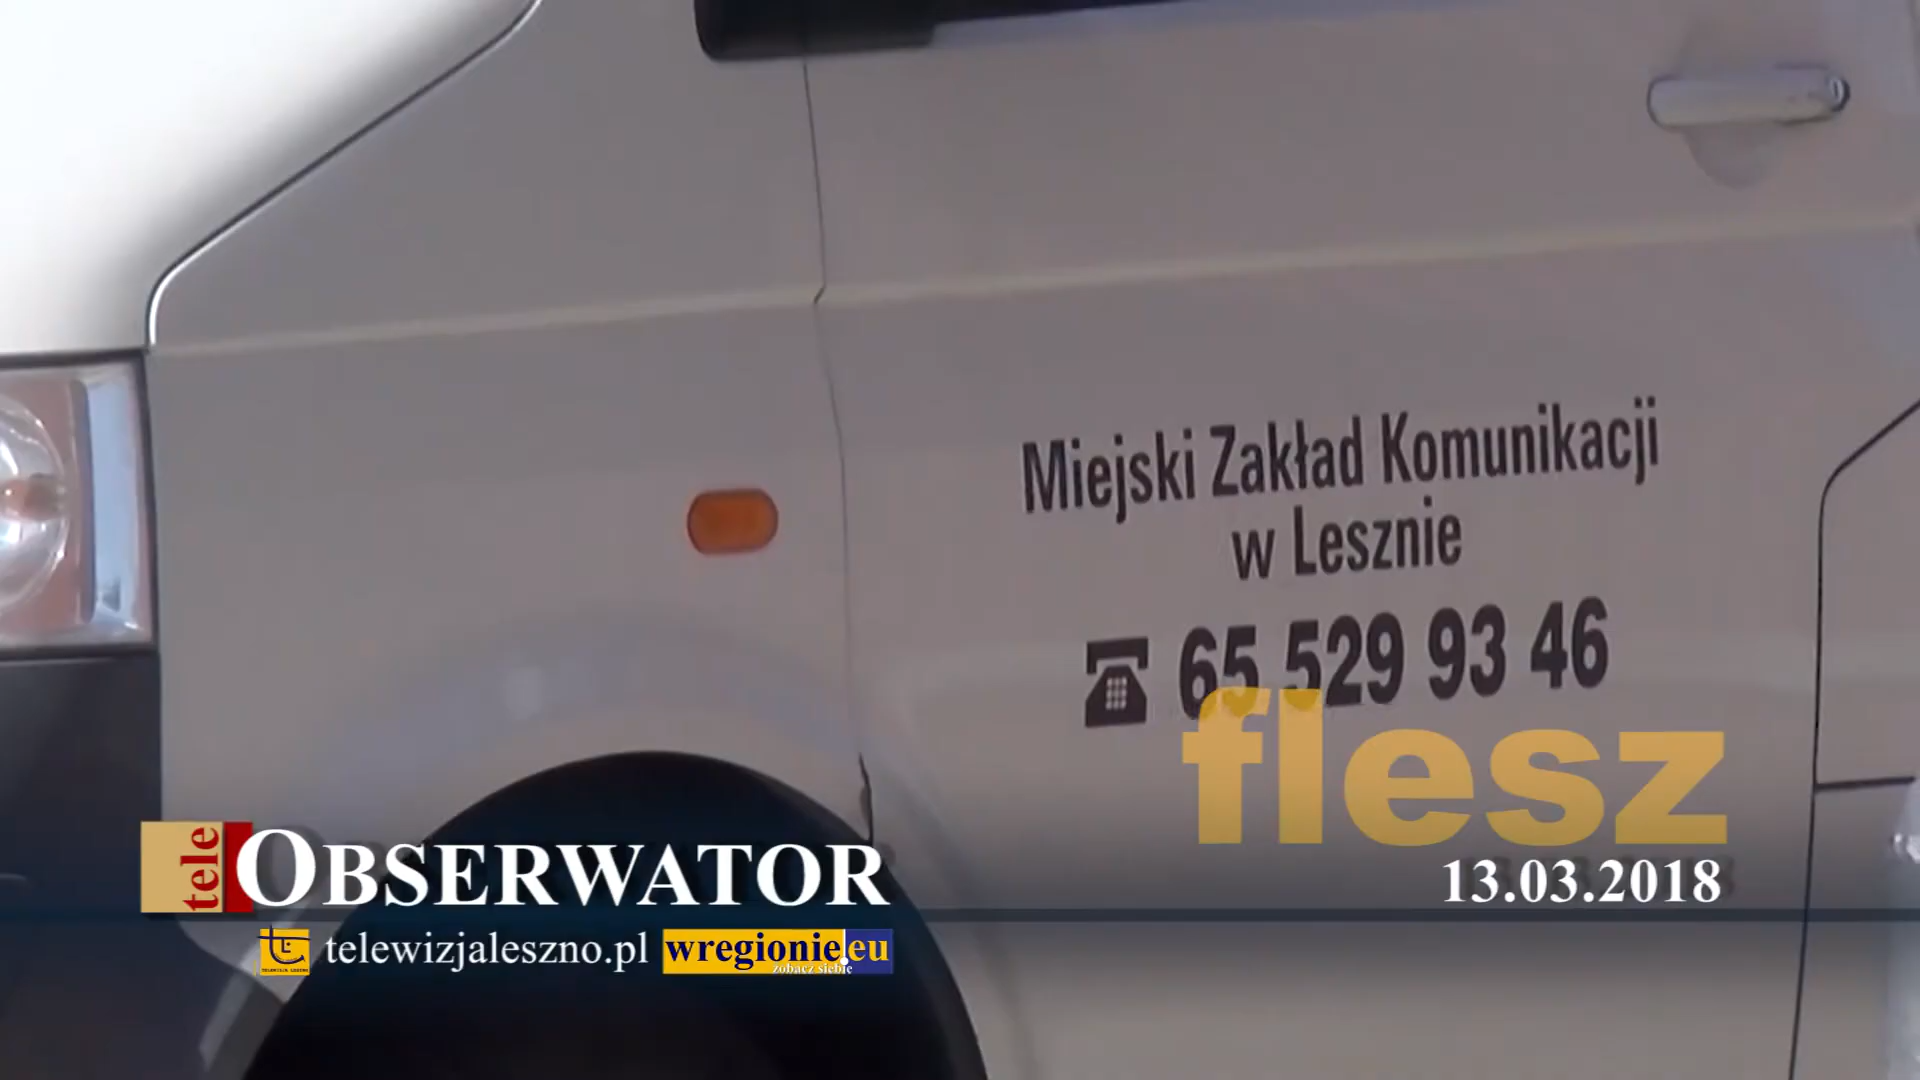 Miejski Zakład Komunikacji
w Lesznie
65 529 93 46
flesz
tele OBSERWATOR
13.03.2018
telewizjaleszno.pl wregionie.eu
zobacz siebie